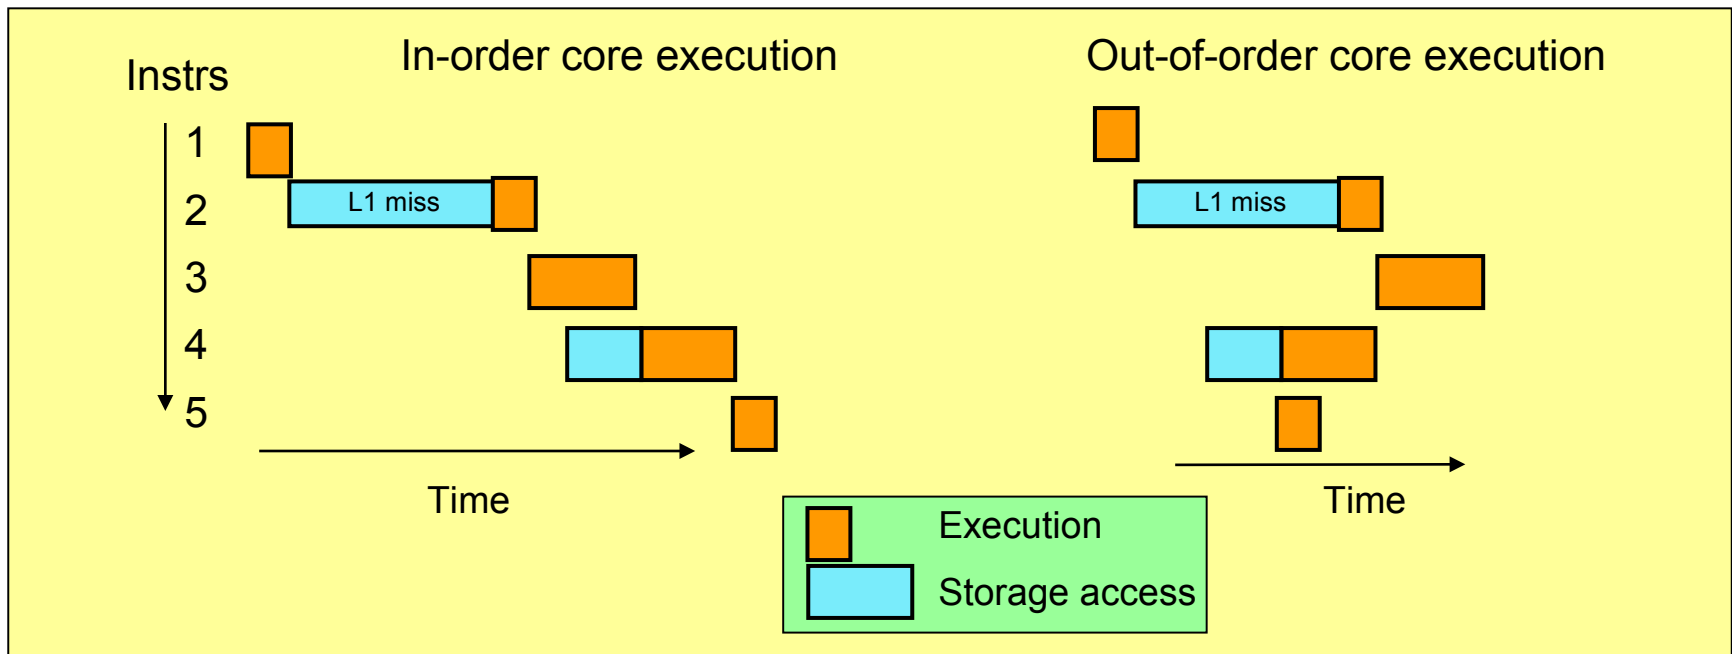 In-order core execution
Out-of-order core execution
Instrs
1
2
3
4
5
L1 miss
L1 miss
Time
Time
Execution
Storage access